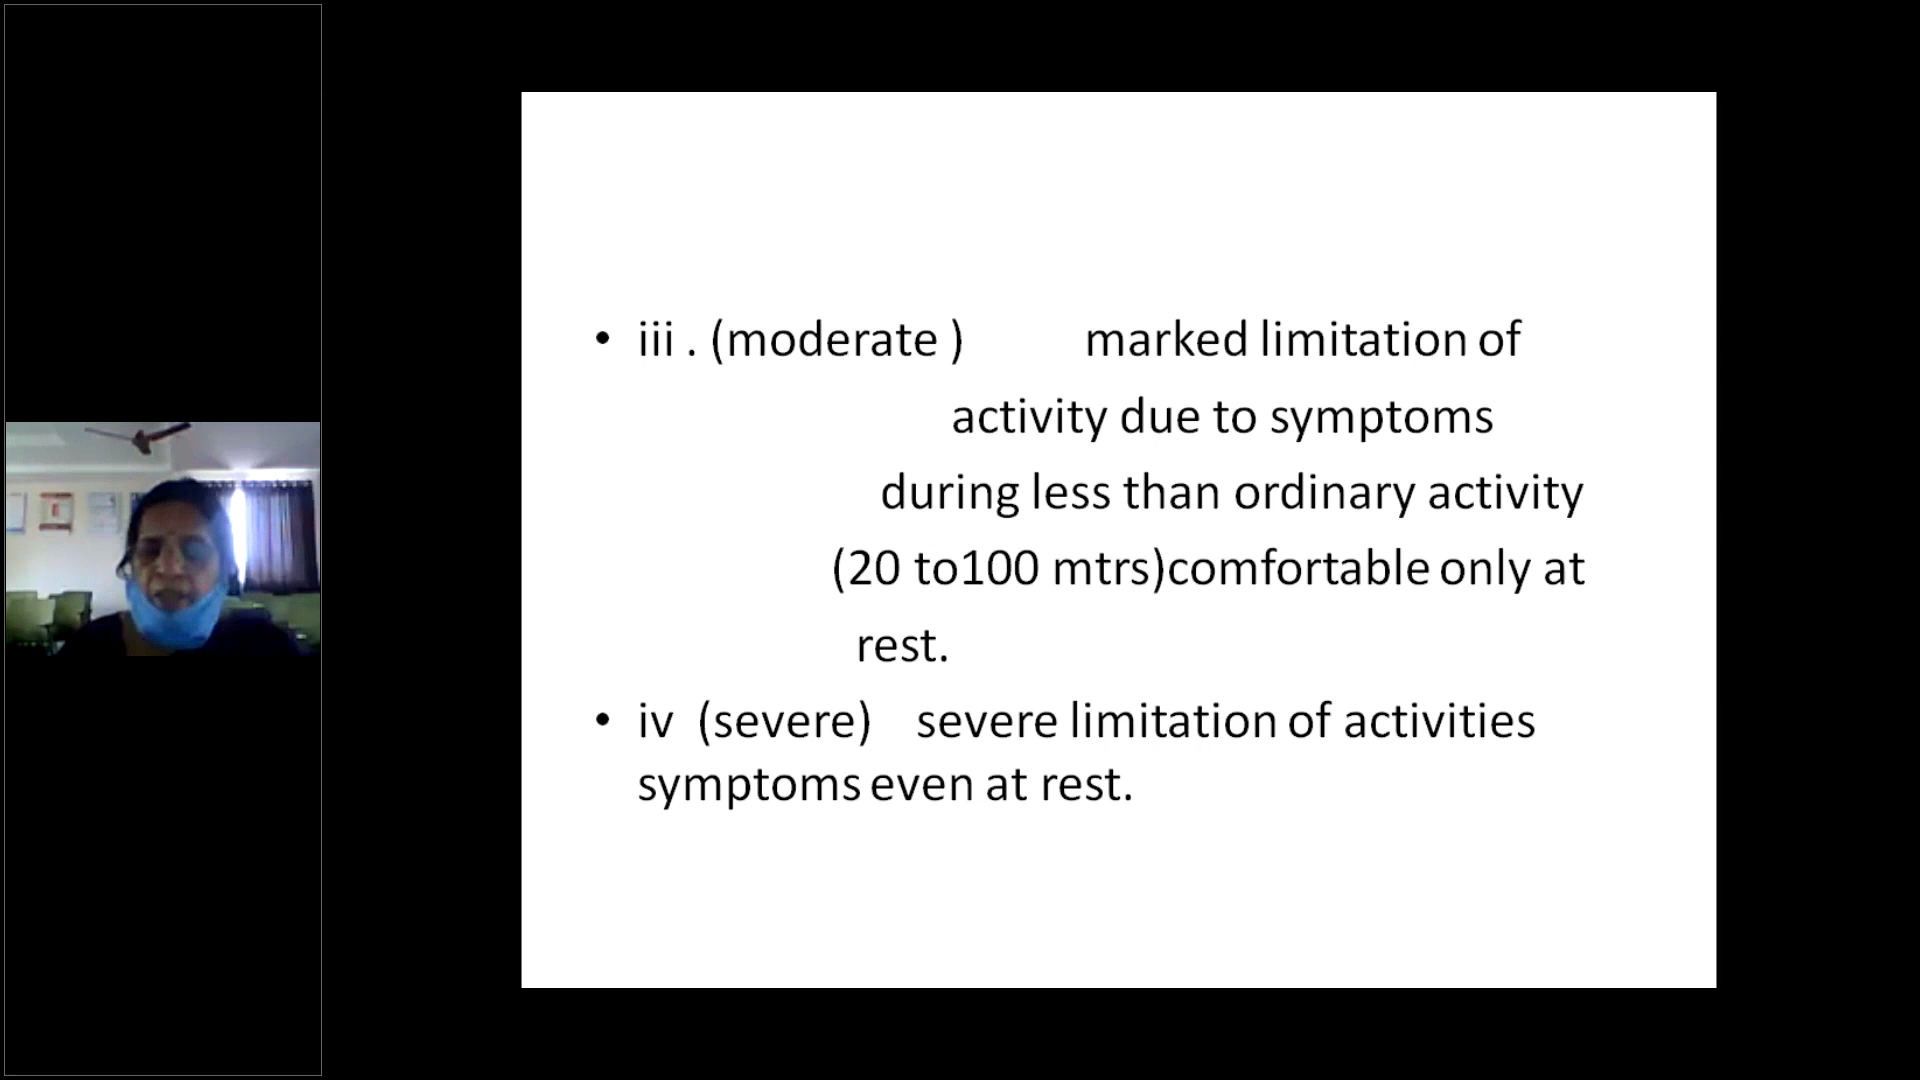 • iii . (moderate ) marked limitation of
activity due to symptoms
during less than ordinary activity
(20 to100 mtrs)comfortable only at
rest.
• iv (severe) severe limitation of activities
symptoms even at rest.